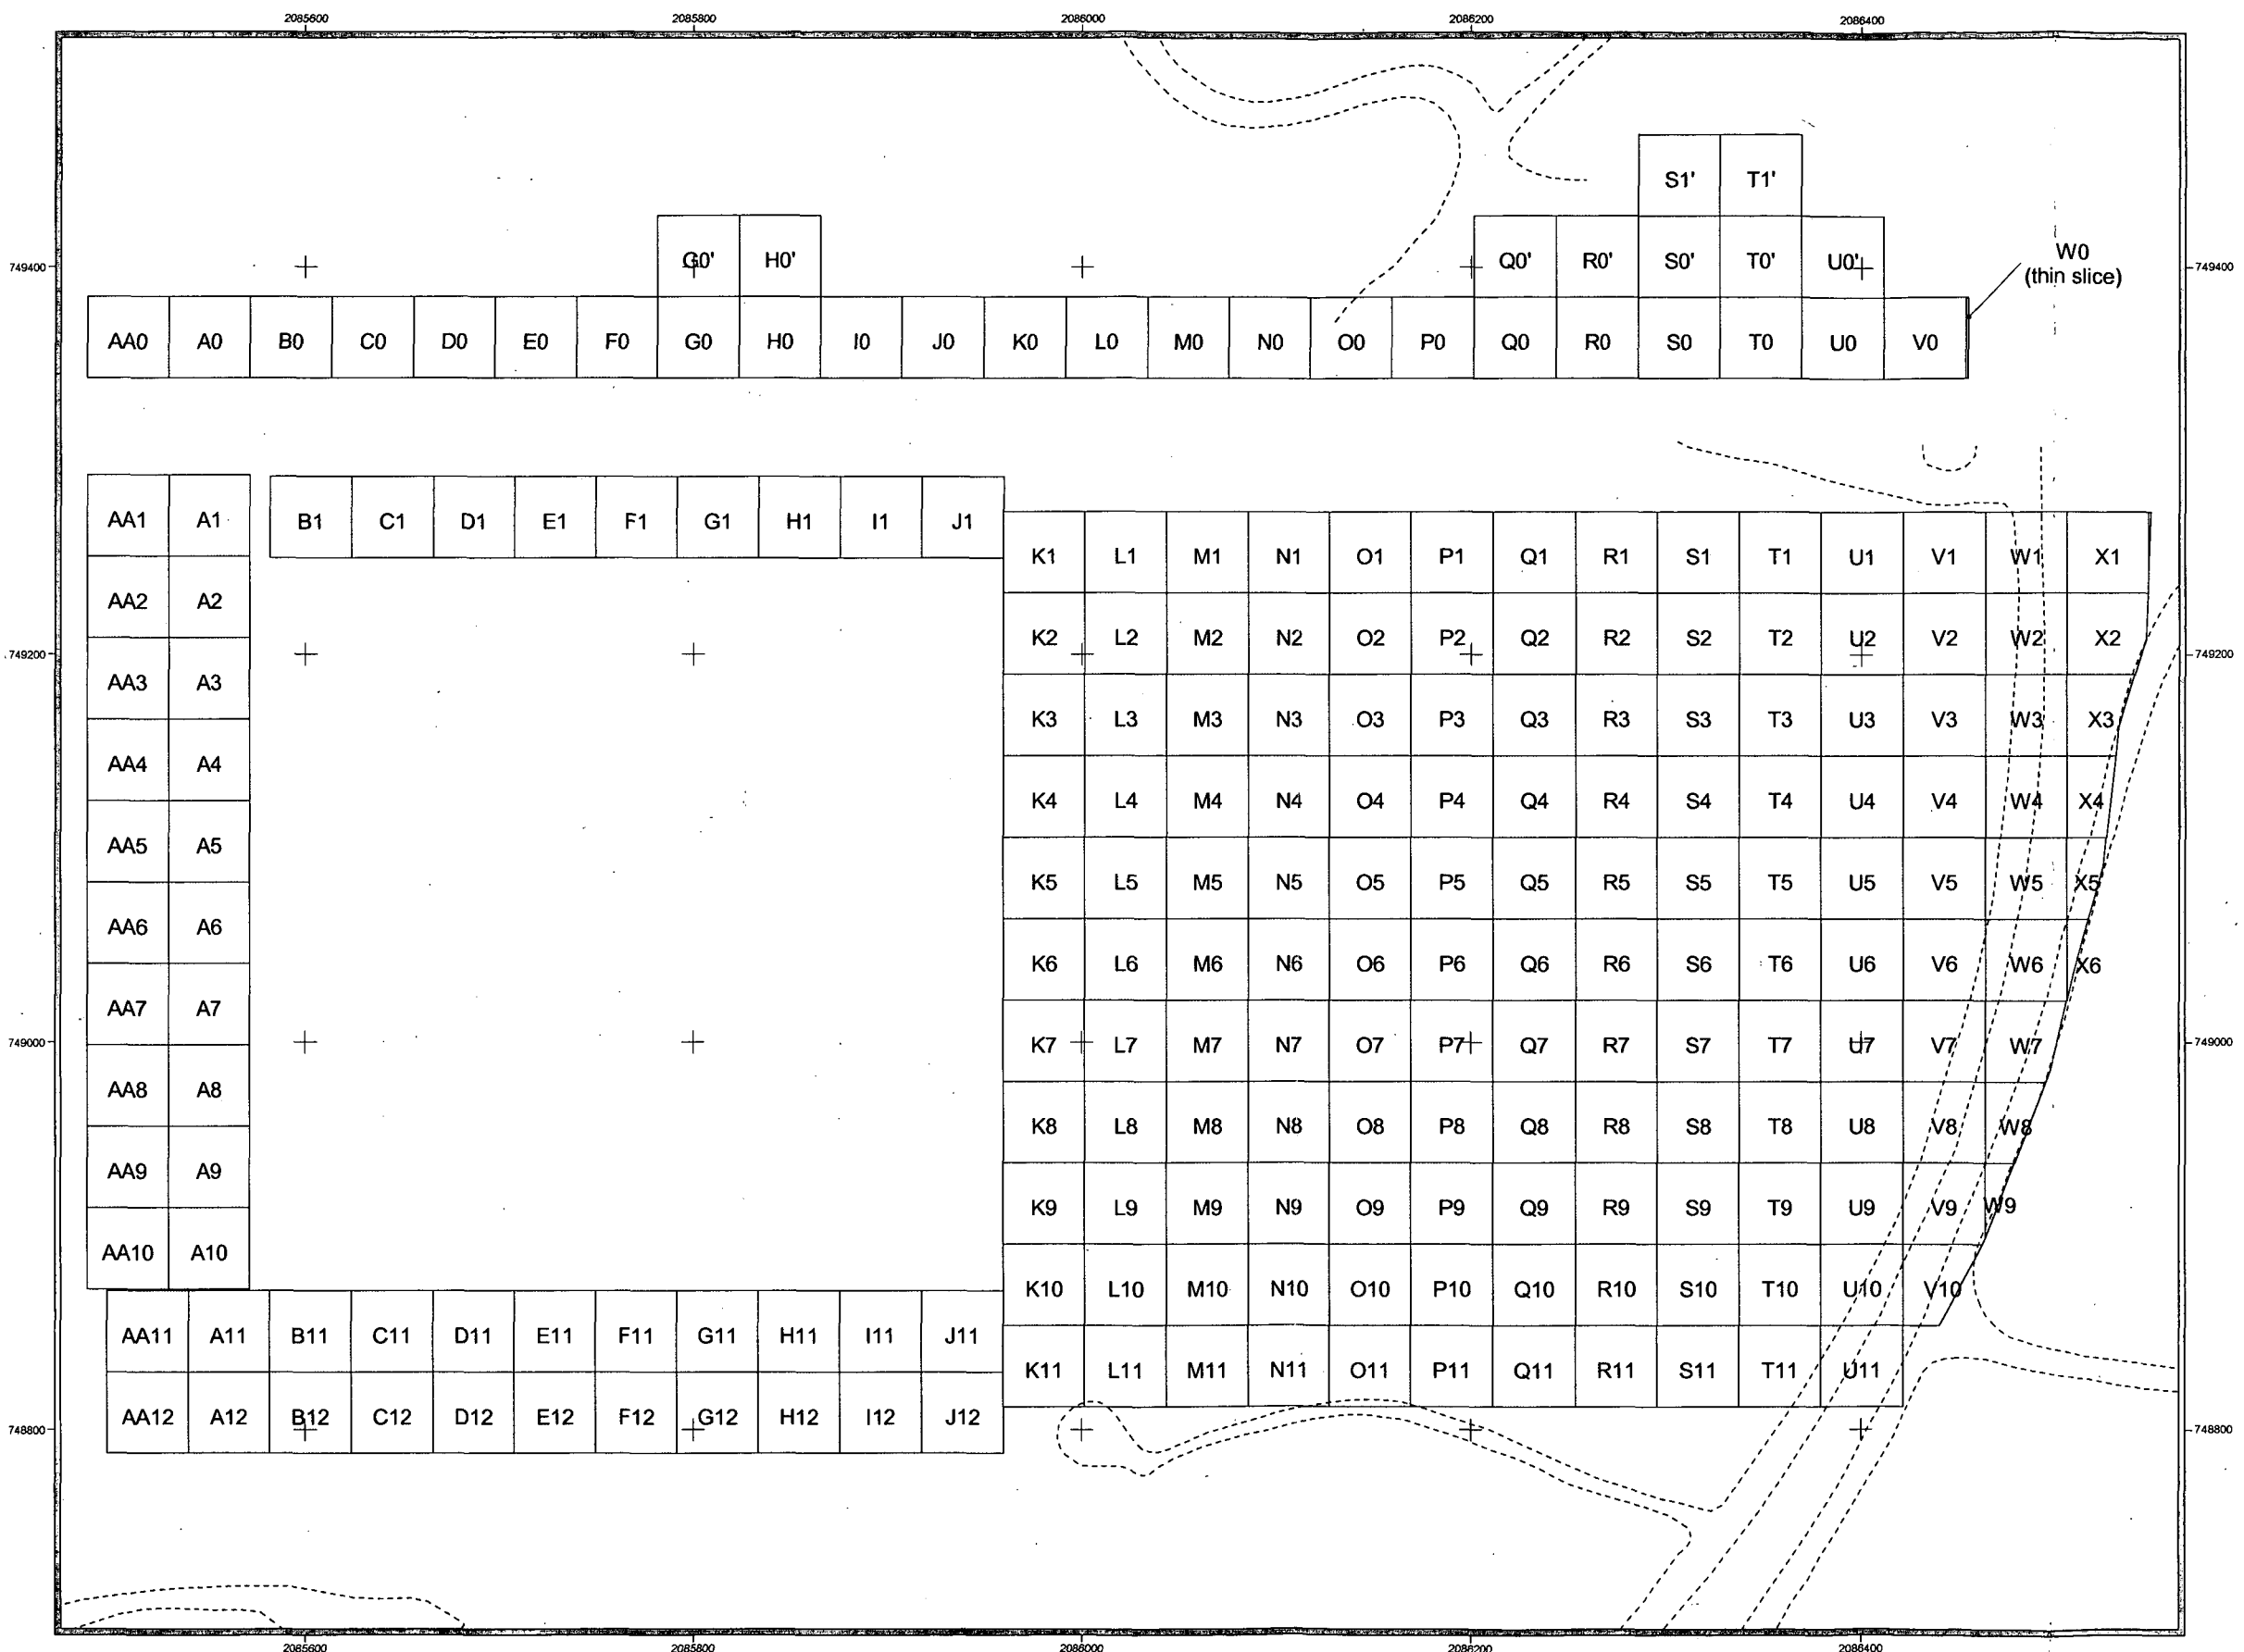 2085600 2085800 2086000 2086200 2086400
S1' T1'
G0' H0' Q0' R0' S0' T0' U0' W0
(thin slice)
749400 749400
AA0 A0 B0 C0 D0 E0 F0 G0 H0 I0 J0 K0 L0 M0 N0 O0 P0 Q0 R0 S0 T0 U0 V0
AA1 A1 B1 C1 D1 E1 F1 G1 H1 I1 J1
K1 L1 M1 N1 O1 P1 Q1 R1 S1 T1 U1 V1 W1 X1
AA2 A2
K2 L2 M2 N2 O2 P2 Q2 R2 S2 T2 U2 V2 W2 X2
749200 749200
AA3 A3
K3 L3 M3 N3 O3 P3 Q3 R3 S3 T3 U3 V3 W3 X3
AA4 A4
K4 L4 M4 N4 O4 P4 Q4 R4 S4 T4 U4 V4 W4 X4
AA5 A5
K5 L5 M5 N5 O5 P5 Q5 R5 S5 T5 U5 V5 W5 X5
AA6 A6
K6 L6 M6 N6 O6 P6 Q6 R6 S6 T6 U6 V6 W6 X6
AA7 A7
749000 749000
K7 L7 M7 N7 O7 P7 Q7 R7 S7 T7 U7 V7 W7
AA8 A8
K8 L8 M8 N8 O8 P8 Q8 R8 S8 T8 U8 V8 W8
AA9 A9
K9 L9 M9 N9 O9 P9 Q9 R9 S9 T9 U9 V9 W9
AA10 A10
K10 L10 M10 N10 O10 P10 Q10 R10 S10 T10 U10 V10
AA11 A11 B11 C11 D11 E11 F11 G11 H11 I11 J11
K11 L11 M11 N11 O11 P11 Q11 R11 S11 T11 U11
AA12 A12 B12 C12 D12 E12 F12 G12 H12 I12 J12
748800 748800
2085600 2085800 2086000 2086200 2086400